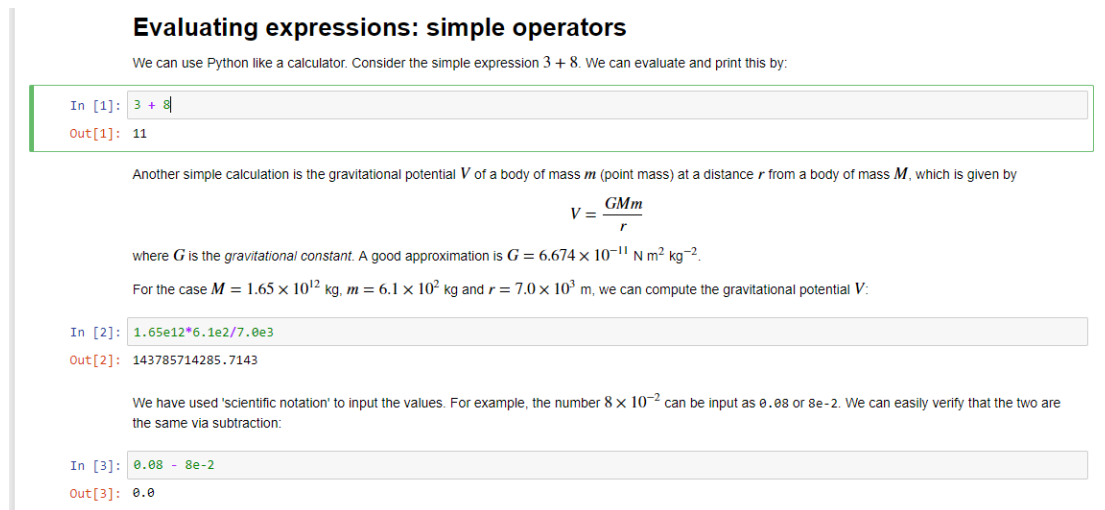 Evaluating expressions: simple operators
We can use Python like a calculator. Consider the simple expression 3 + 8. We can evaluate and print this by:
In [1]: 3 + 8
Out[1]: 11
Another simple calculation is the gravitational potential V of a body of mass m (point mass) at a distance r from a body of mass M, which is given by
V = GMm / r
where G is the gravitational constant. A good approximation is G = 6.674 × 10⁻¹¹ N m² kg⁻².
For the case M = 1.65 × 10¹² kg, m = 6.1 × 10² kg and r = 7.0 × 10³ m, we can compute the gravitational potential V:
In [2]: 1.65e12*6.1e2/7.0e3
Out[2]: 143785714285.7143
We have used 'scientific notation' to input the values. For example, the number 8 × 10⁻² can be input as 0.08 or 8e-2. We can easily verify that the two are
the same via subtraction:
In [3]: 0.08 - 8e-2
Out[3]: 0.0